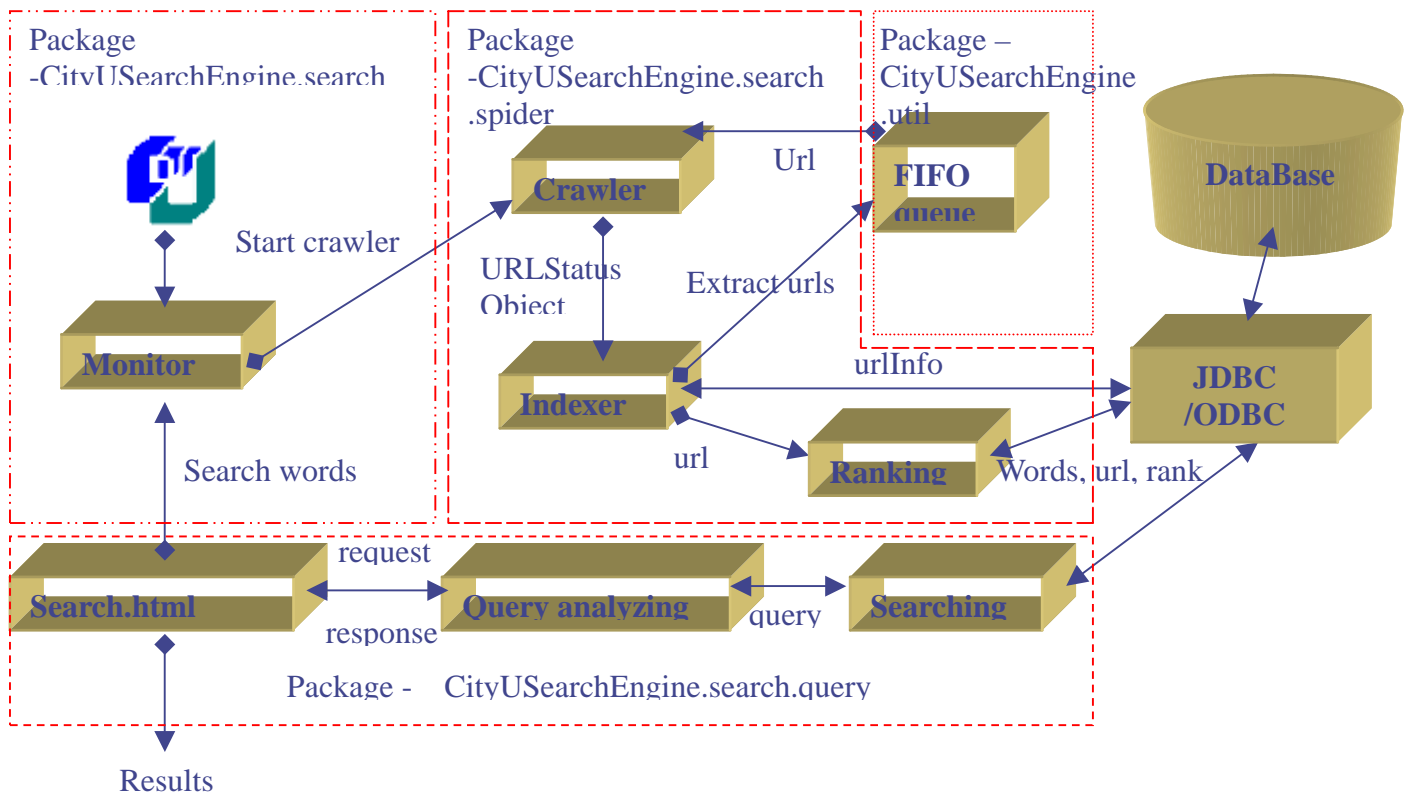 Package
-CityUSearchEngine.search
Package
-CityUSearchEngine.search
.spider
Package –
CityUSearchEngine
.util
DataBase
Crawler
Url
FIFO
queue
Start crawler
URLStatus
Object
Extract urls
Monitor
Indexer
urlInfo
JDBC
/ODBC
url
Ranking
Words, url, rank
Search words
request
Search.html
Query analyzing
Searching
response
query
Package - CityUSearchEngine.search.query
Results